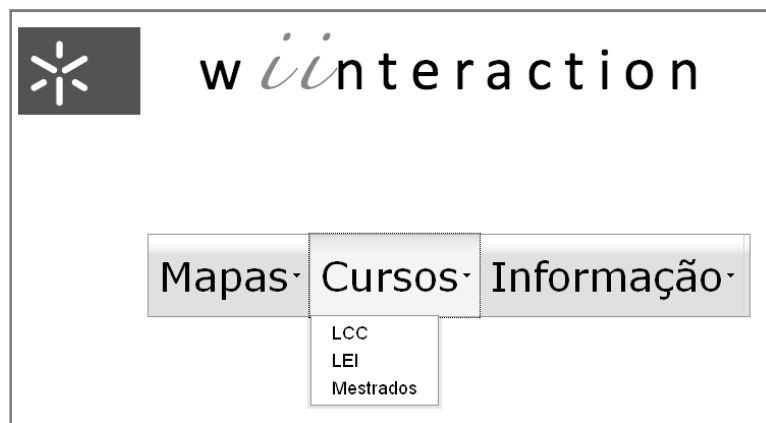 wiinteraction
Mapas Cursos Informação
LCC
LEI
Mestrados